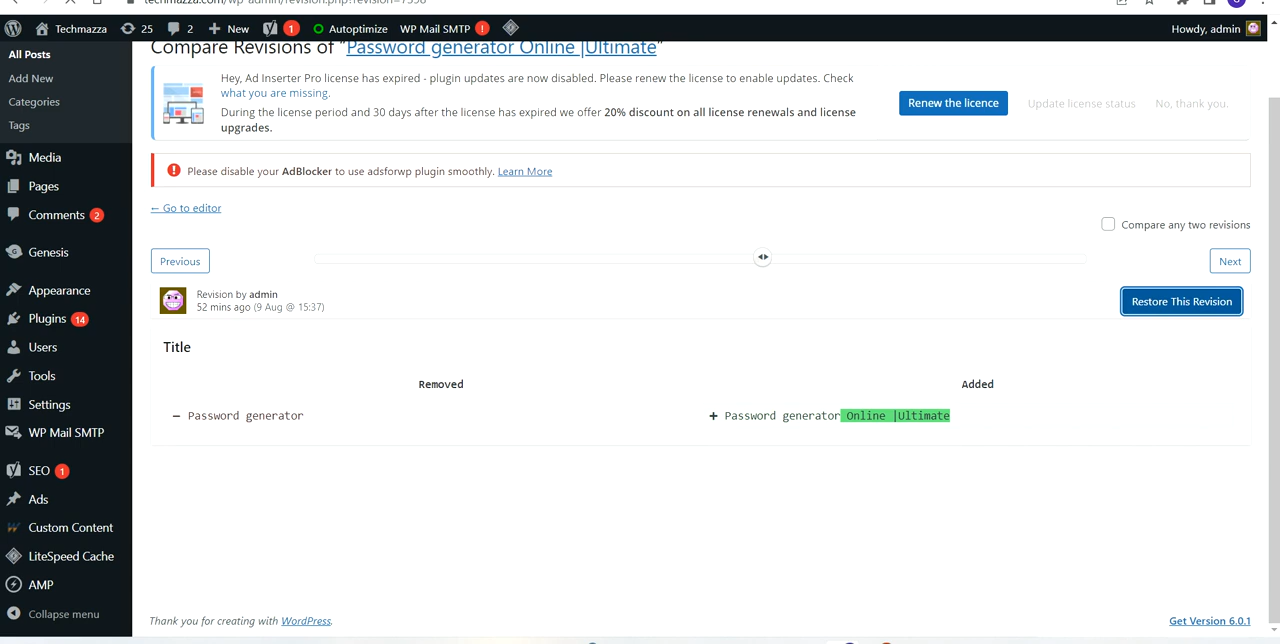 techmazza.com/wp-admin/revision.php?revision=7598
Techmazza 25 2 New 1 Autoptimize WP Mail SMTP ! Howdy, admin
All Posts
Add New
Categories
Tags
Media
Pages
Comments 2
Genesis
Appearance
Plugins 14
Users
Tools
Settings
WP Mail SMTP
SEO 1
Ads
Custom Content
LiteSpeed Cache
AMP
Collapse menu
Compare Revisions of "Password generator Online |Ultimate"
Hey, Ad Inserter Pro license has expired - plugin updates are now disabled. Please renew the license to enable updates. Check
what you are missing.
During the license period and 30 days after the license has expired we offer 20% discount on all license renewals and license
upgrades.
Renew the licence Update license status No, thank you.
Please disable your AdBlocker to use adsforwp plugin smoothly. Learn More
← Go to editor
Compare any two revisions
Previous Next
Revision by admin
52 mins ago (9 Aug @ 15:37)
Restore This Revision
Title
Removed Added
− Password generator + Password generator Online |Ultimate
Thank you for creating with WordPress. Get Version 6.0.1